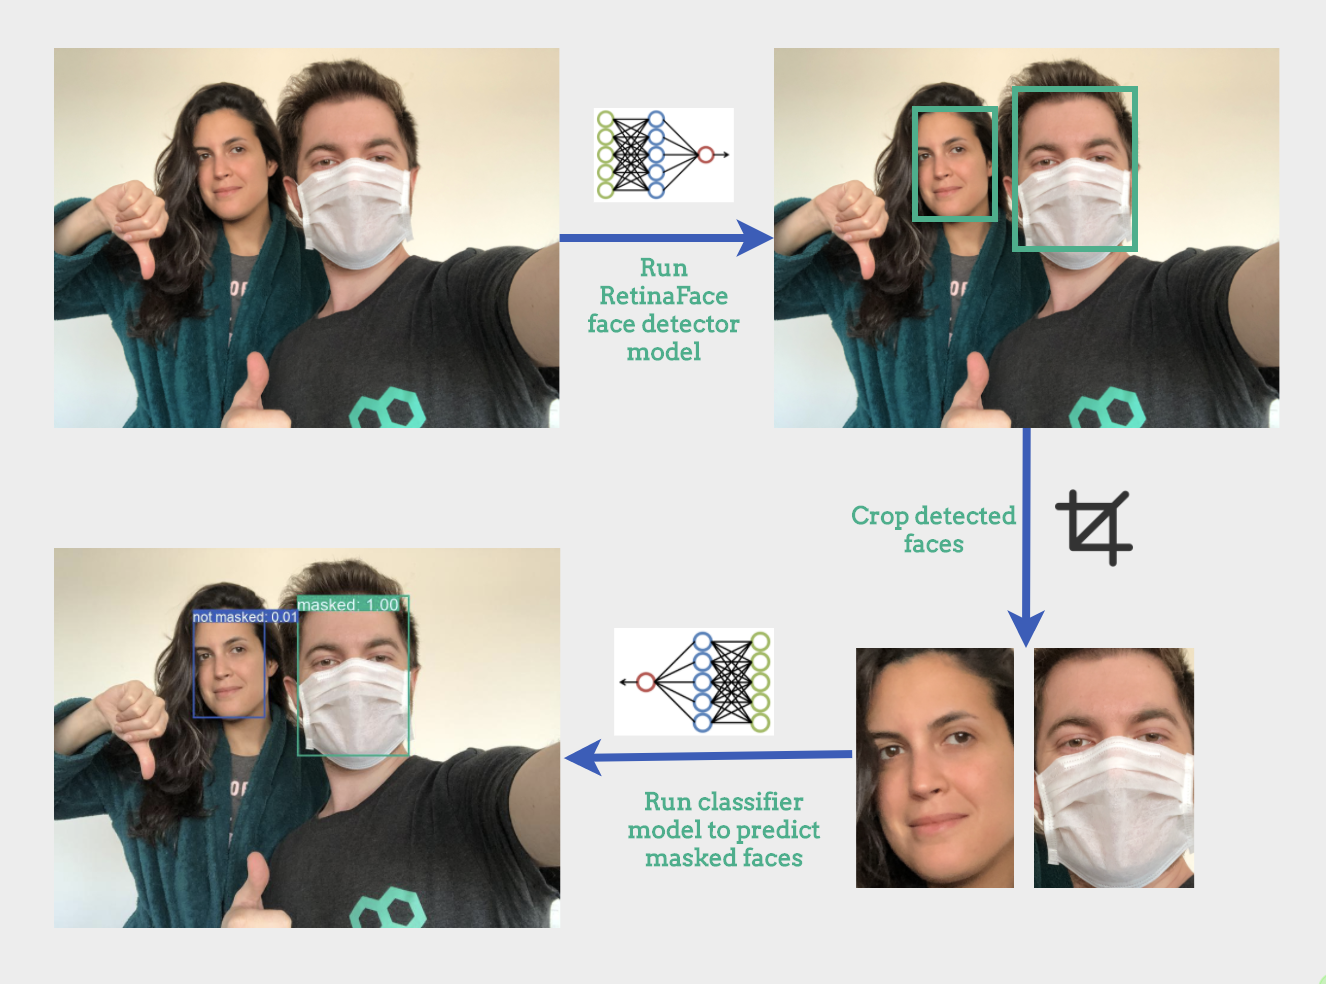 Run
RetinaFace
face detector
model
Crop detected
faces
not masked: 0.01
masked: 1.00
Run classifier
model to predict
masked faces